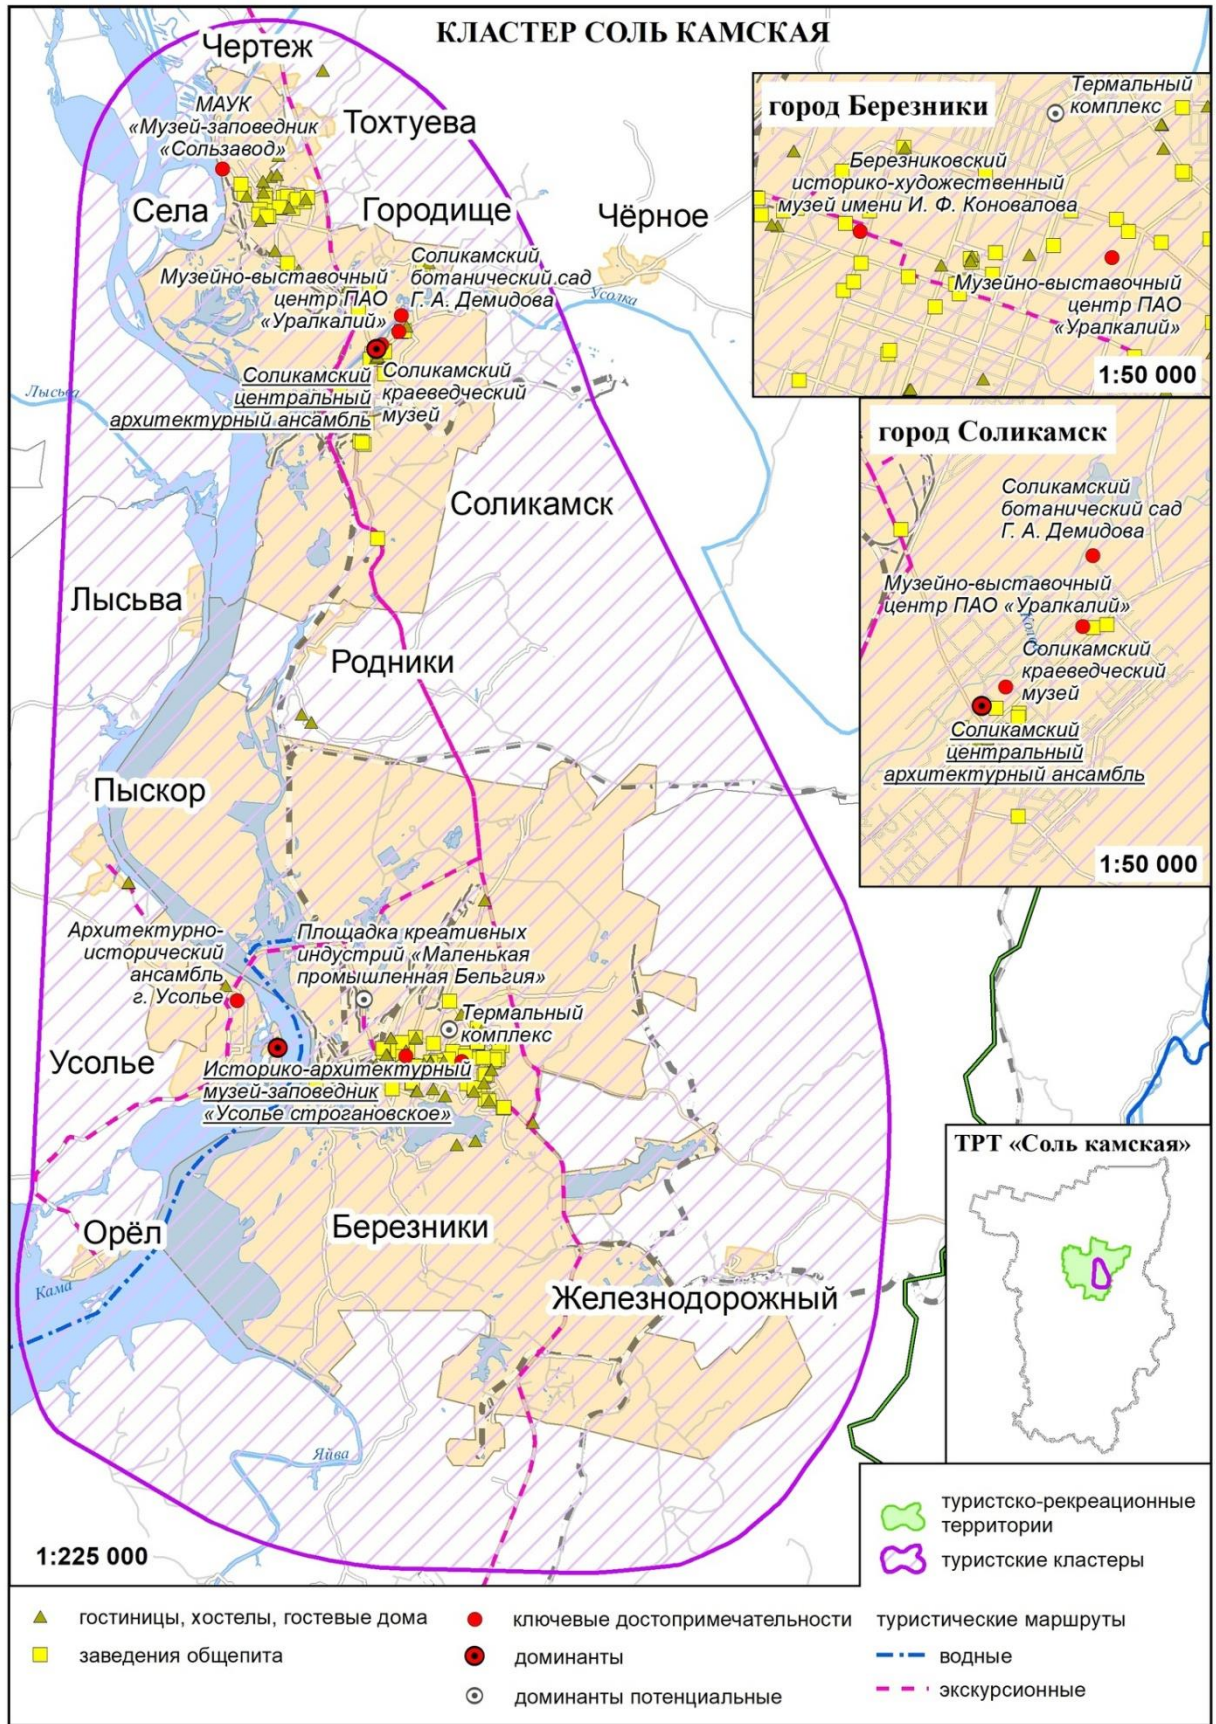 КЛАСТЕР СОЛЬ КАМСКАЯ
Чертеж
МАУК
«Музей-заповедник
«Сользавод»
Тохтуева
Села
Городище
Чёрное
Музейно-выставочный
центр ПАО
«Уралкалий»
Соликамский
ботанический сад
Г. А. Демидова
Усолка
Лысьва
Соликамский
центральный
архитектурный ансамбль
Соликамский
краеведческий
музей
Соликамск
Лысьва
Родники
Пыскор
Архитектурно-
исторический
ансамбль
г. Усолье
Площадка креативных
индустрий «Маленькая
промышленная Бельгия»
Термальный
комплекс
Усолье
Историко-архитектурный
музей-заповедник
«Усолье строгановское»
Орёл
Березники
Кама
Железнодорожный
Яйва
1:225 000
город Березники
Термальный
комплекс
Березниковский
историко-художественный
музей имени И. Ф. Коновалова
Музейно-выставочный
центр ПАО
«Уралкалий»
1:50 000
город Соликамск
Соликамский
ботанический сад
Г. А. Демидова
Музейно-выставочный
центр ПАО «Уралкалий»
Соликамский
краеведческий
музей
Соликамский
центральный
архитектурный ансамбль
1:50 000
ТРТ «Соль камская»
туристско-рекреационные
территории
туристские кластеры
гостиницы, хостелы, гостевые дома
заведения общепита
ключевые достопримечательности
доминанты
доминанты потенциальные
туристические маршруты
водные
экскурсионные